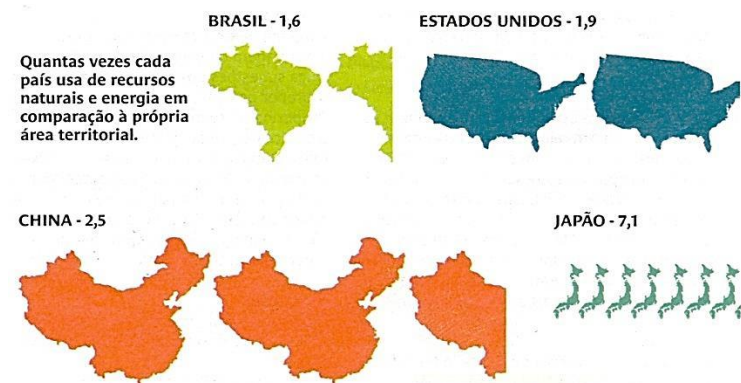 BRASIL - 1,6
ESTADOS UNIDOS - 1,9
Quantas vezes cada
país usa de recursos
naturais e energia em
comparação à própria
área territorial.
CHINA - 2,5
JAPÃO - 7,1